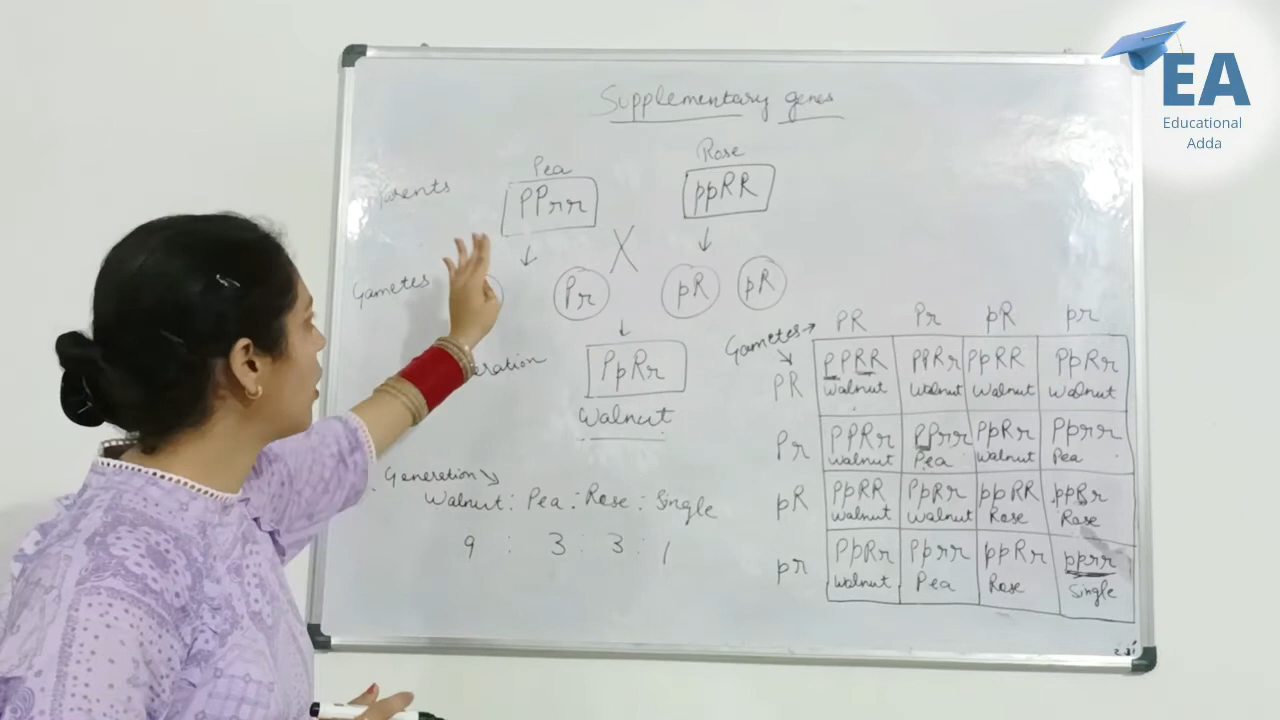 EA
Educational
Adda
Supplementary genes
Pea
Rose
PPrr
ppRR
X
Gametes
Pr
pR
pR
PpRr
Walnut
Generation
Walnut : Pea : Rose : Single
9 : 3 : 3 : 1
Gametes
PR Pr pR pr
PR PPRR PPRr PpRR PpRr
Walnut Walnut Walnut Walnut
Pr PPRr PPrr PpRr Pprr
Walnut Pea Walnut Pea
pR PpRR PpRr ppRR ppRr
Walnut Walnut Rose Rose
pr PpRr Pprr ppRr pprr
Walnut Pea Rose Single